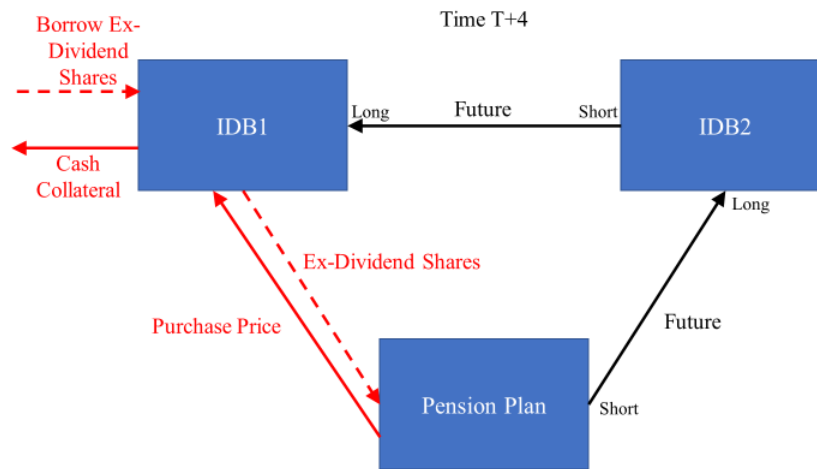 Time T+4
Borrow Ex-
Dividend
Shares
IDB1
Long
Future
Short
IDB2
Cash
Collateral
Long
Ex-Dividend Shares
Purchase Price
Future
Pension Plan
Short